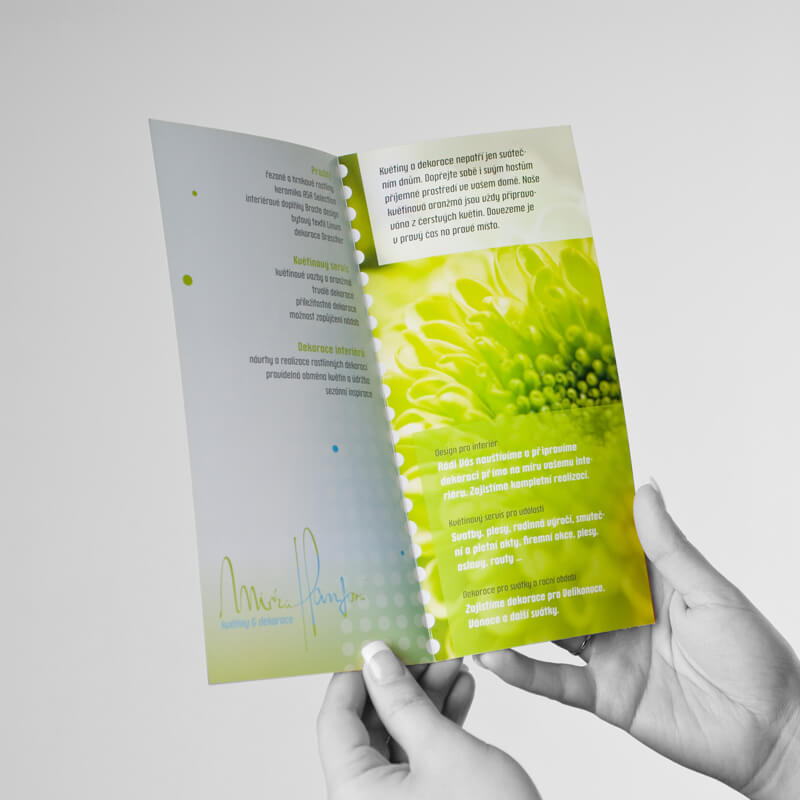 Prodej
řezané a hrnkové rostliny
keramika ASA Selection
interiérové doplňky Broste design
bytový textil Linum
dekorace Drescher
Květinový servis
květinové vazby a aranžmá
trvalé dekorace
příležitostné dekorace
možnost zapůjčení nádob
Dekorace interiérů
návrhy a realizace rostlinných dekorací
pravidelná obměna květin a údržba
sezónní inspirace
květiny & dekorace
Květiny a dekorace nepatří jen sváteč-
ním dnům. Dopřejte sobě i svým hostům
příjemné prostředí ve vašem domě. Naše
květinová aranžmá jsou vždy připravo-
vána z čerstvých květin. Dovezeme je
v pravý čas na pravé místo.
Design pro interiér:
Rádi Vás navštívíme a připravíme
dekoraci přímo na míru vašemu inte-
riéru. Zajistíme kompletní realizaci.
Květinový servis pro události
Svatby, plesy, rodinná výročí, smuteč-
ní a pietní akty, firemní akce, plesy,
oslavy, rauty ...
Dekorace pro svátky a roční období
Zajistíme dekorace pro Velikonoce,
Vánoce a další svátky.